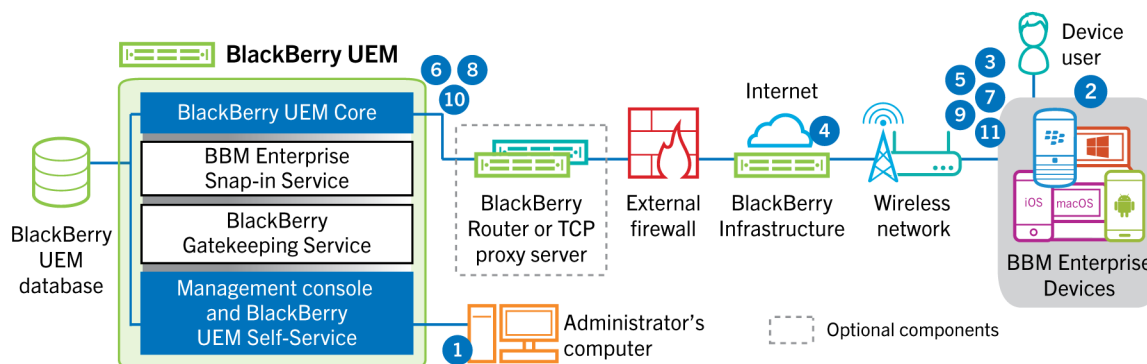 BlackBerry UEM
6
8
10
BlackBerry UEM Core
BBM Enterprise
Snap-in Service
BlackBerry
Gatekeeping Service
Management console
and BlackBerry
UEM Self-Service
BlackBerry
UEM
database
1
Administrator's
computer
BlackBerry
Router or TCP
proxy server
External
firewall
Internet
4
BlackBerry
Infrastructure
Wireless
network
3
5
7
9
11
Device
user
2
iOS
macOS
BBM Enterprise
Devices
Optional components